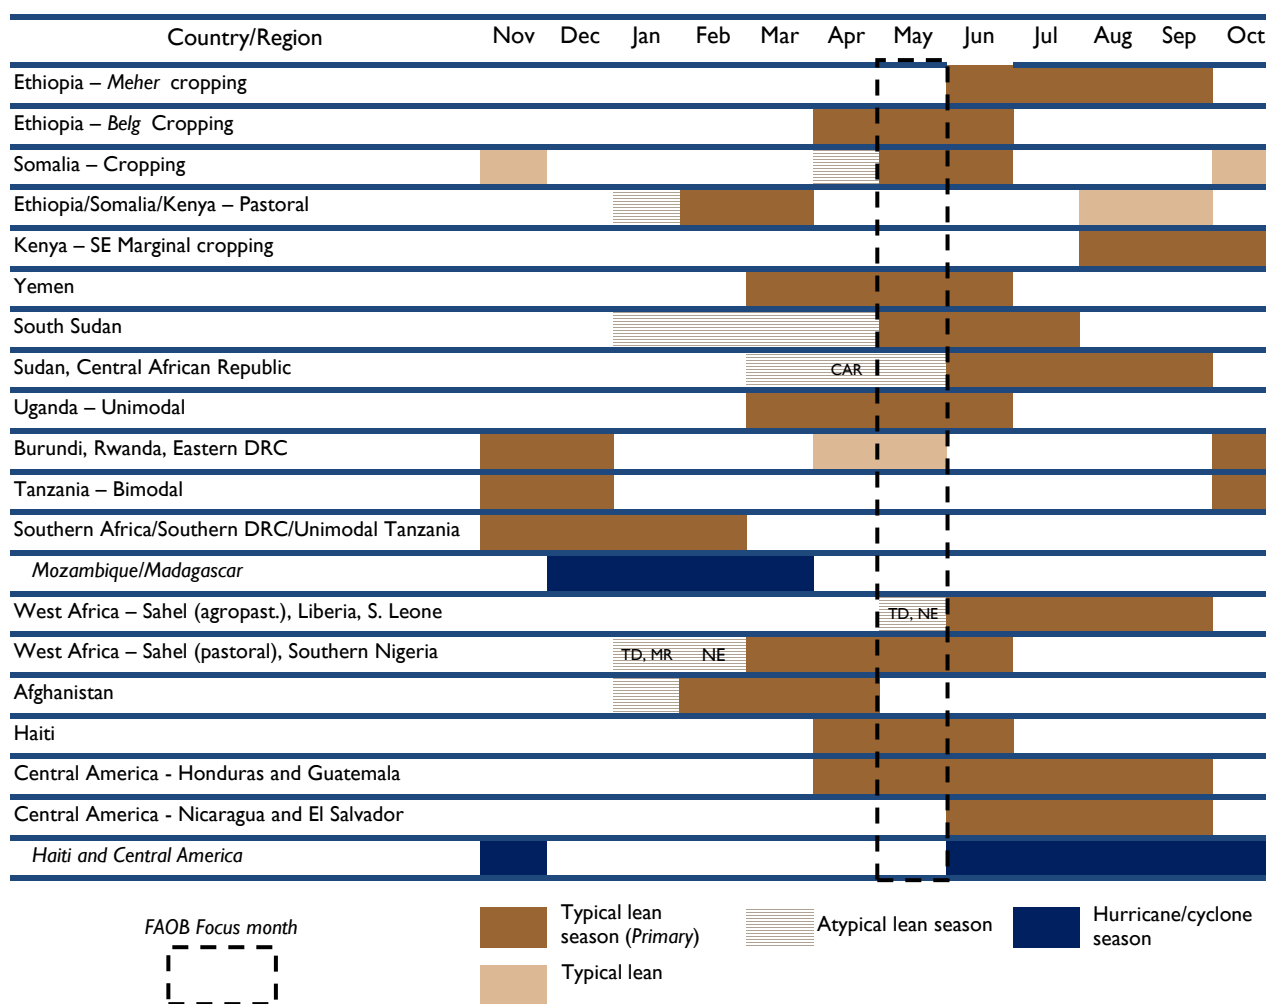 Country/Region Nov Dec Jan Feb Mar Apr May Jun Jul Aug Sep Oct
Ethiopia – Meher cropping
Ethiopia – Belg Cropping
Somalia – Cropping
Ethiopia/Somalia/Kenya – Pastoral
Kenya – SE Marginal cropping
Yemen
South Sudan
Sudan, Central African Republic CAR
Uganda – Unimodal
Burundi, Rwanda, Eastern DRC
Tanzania – Bimodal
Southern Africa/Southern DRC/Unimodal Tanzania
Mozambique/Madagascar
West Africa – Sahel (agropast.), Liberia, S. Leone TD, NE
West Africa – Sahel (pastoral), Southern Nigeria TD, MR NE
Afghanistan
Haiti
Central America - Honduras and Guatemala
Central America - Nicaragua and El Salvador
Haiti and Central America
FAOB Focus month
Typical lean
season (Primary)
Atypical lean season
Hurricane/cyclone
season
Typical lean